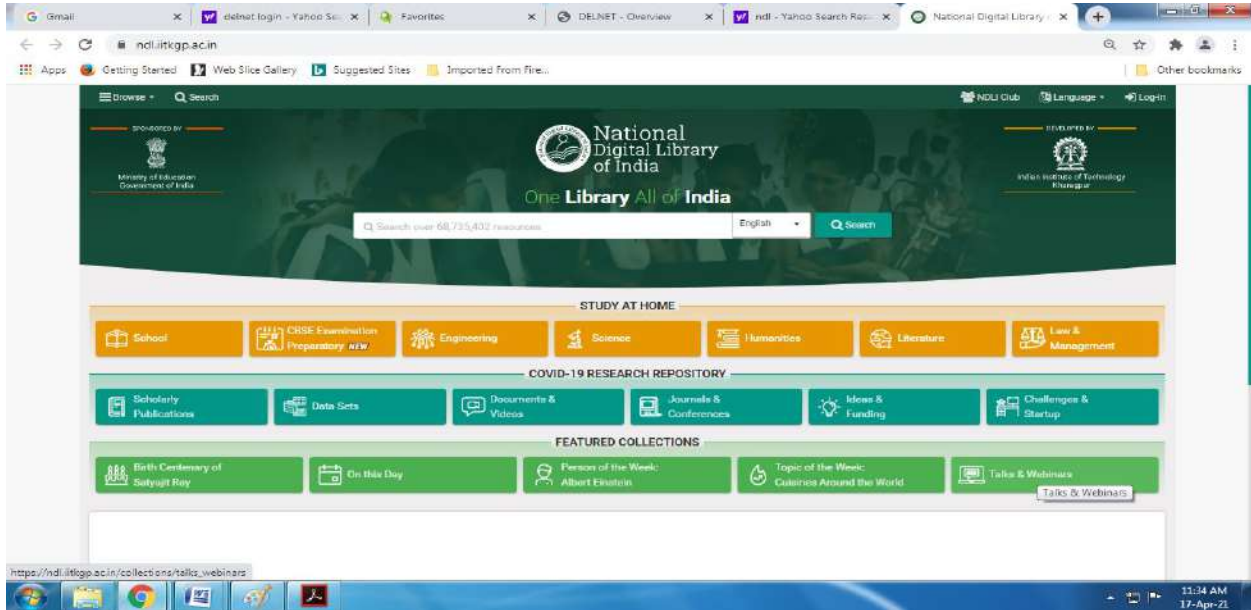 Gmail
delnet login - Yahoo Se
Favorites
DELNET - Overview
ndl - Yahoo Search Res
National Digital Library
ndl.iitkgp.ac.in
Apps
Getting Started
Web Slice Gallery
Suggested Sites
Imported From Fire...
Other bookmarks
Browse
Search
NDLI Club
Language
Log-in
SPONSORED BY
Ministry of Education
Government of India
National
Digital Library
of India
One Library All of India
DEVELOPED BY
Indian Institute of Technology
Kharagpur
Search over 68,735,402 resources
English
Search
STUDY AT HOME
School
CBSE Examination
Preparatory NEW
Engineering
Science
Humanities
Literature
Law &
Management
COVID-19 RESEARCH REPOSITORY
Scholarly
Publications
Data Sets
Documents &
Videos
Journals &
Conferences
Ideas &
Funding
Challenges &
Startup
FEATURED COLLECTIONS
Birth Centenary of
Satyajit Ray
On this Day
Person of the Week:
Albert Einstein
Topic of the Week:
Cuisines Around the World
Talks & Webinars
Talks & Webinars
https://ndl.iitkgp.ac.in/collections/talks_webinars
11:34 AM
17-Apr-21